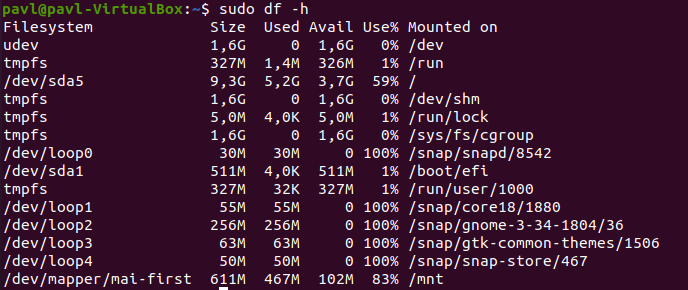 pavl@pavl-VirtualBox:~$ sudo df -h
Filesystem Size Used Avail Use% Mounted on
udev 1,6G 0 1,6G 0% /dev
tmpfs 327M 1,4M 326M 1% /run
/dev/sda5 9,3G 5,2G 3,7G 59% /
tmpfs 1,6G 0 1,6G 0% /dev/shm
tmpfs 5,0M 4,0K 5,0M 1% /run/lock
tmpfs 1,6G 0 1,6G 0% /sys/fs/cgroup
/dev/loop0 30M 30M 0 100% /snap/snapd/8542
/dev/sda1 511M 4,0K 511M 1% /boot/efi
tmpfs 327M 32K 327M 1% /run/user/1000
/dev/loop1 55M 55M 0 100% /snap/core18/1880
/dev/loop2 256M 256M 0 100% /snap/gnome-3-34-1804/36
/dev/loop3 63M 63M 0 100% /snap/gtk-common-themes/1506
/dev/loop4 50M 50M 0 100% /snap/snap-store/467
/dev/mapper/mai-first 611M 467M 102M 83% /mnt